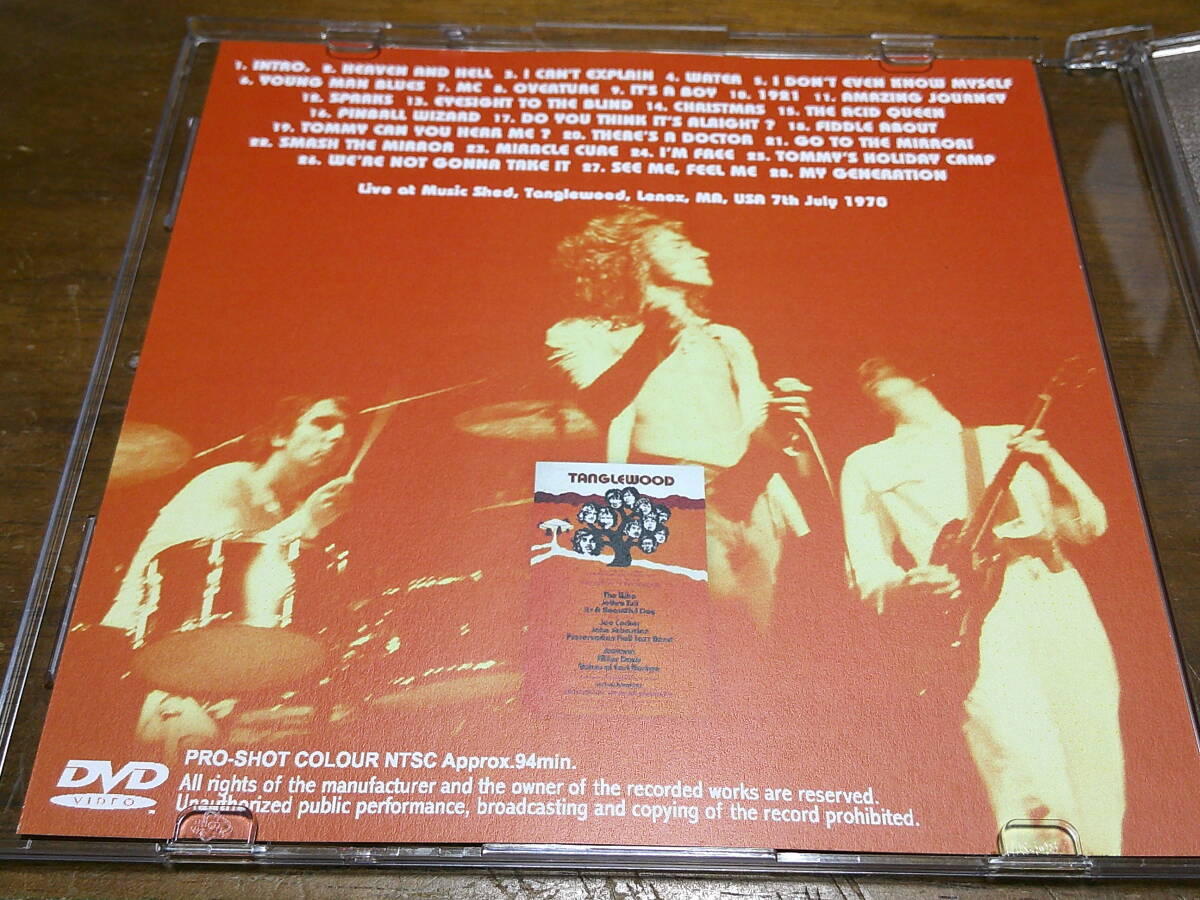 1. INTRO. 2. HEAVEN AND HELL 3. I CAN'T EXPLAIN 4. WATER 5. I DON'T EVEN KNOW MYSELF
6. YOUNG MAN BLUES 7. MC 8. OVERTURE 9. IT'S A BOY 10. 1921 11. AMAZING JOURNEY
12. SPARKS 13. EYESIGHT TO THE BLIND 14. CHRISTMAS 15. THE ACID QUEEN
16. PINBALL WIZARD 17. DO YOU THINK IT'S ALRIGHT ? 18. FIDDLE ABOUT
19. TOMMY CAN YOU HEAR ME ? 20. THERE'S A DOCTOR 21. GO TO THE MIRROR!
22. SMASH THE MIRROR 23. MIRACLE CURE 24. I'M FREE 25. TOMMY'S HOLIDAY CAMP
26. WE'RE NOT GONNA TAKE IT 27. SEE ME, FEEL ME 28. MY GENERATION
Live at Music Shed, Tanglewood, Lenox, MA, USA 7th July 1970
TANGLEWOOD
The Who
Jethro Tull
It's A Beautiful Day
Joe Cocker
John Sebastian
Preservation Hall Jazz Band
Miles Davis
DVD
VIDEO
PRO-SHOT COLOUR NTSC Approx.94min.
All rights of the manufacturer and the owner of the recorded works are reserved.
Unauthorized public performance, broadcasting and copying of the record prohibited.